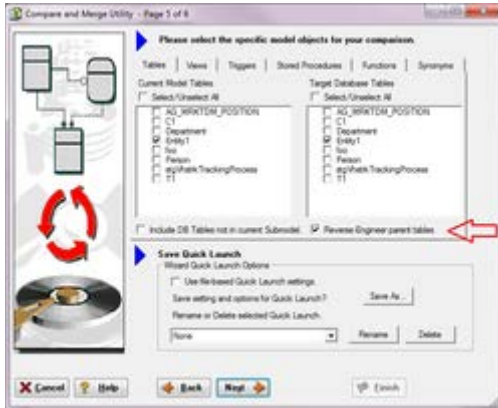 Compare and Merge Utility - Page 5 of 6
Please select the specific model objects for your comparison.
Tables Views Triggers Stored Procedures Functions Synonyms
Current Model Tables
Select/Unselect All
AG_MRKTDM_POSITION
C1
Department
Entity1
foo
Person
T1
Target Database Tables
Select/Unselect All
AG_MRKTDM_POSITION
C1
Department
Entity1
foo
Person
T1
Include DB Tables not in current Submodel.
Reverse Engineer parent tables
Save Quick Launch
Wizard Quick Launch Options
Use file-based Quick Launch settings
Save setting and options for Quick Launch?
Save As...
Rename or Delete selected Quick Launch.
None
Rename
Delete
Cancel
Help
Back
Next
Finish